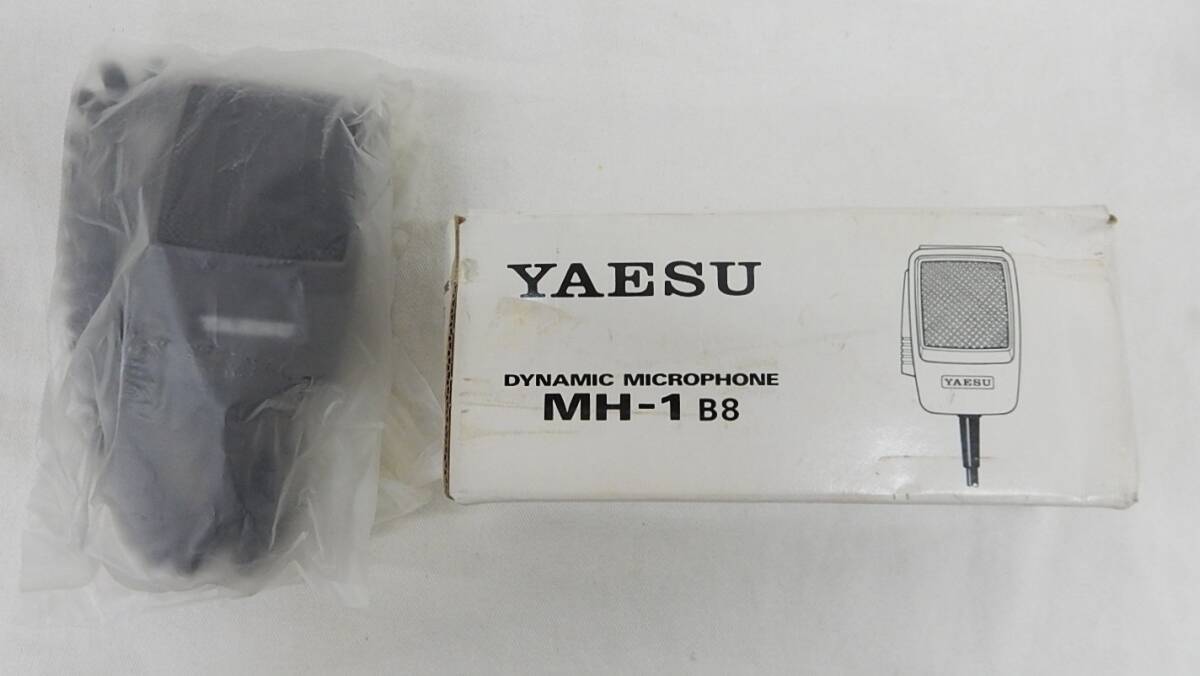 YAESU
DYNAMIC MICROPHONE
MH-1 B8
YAESU